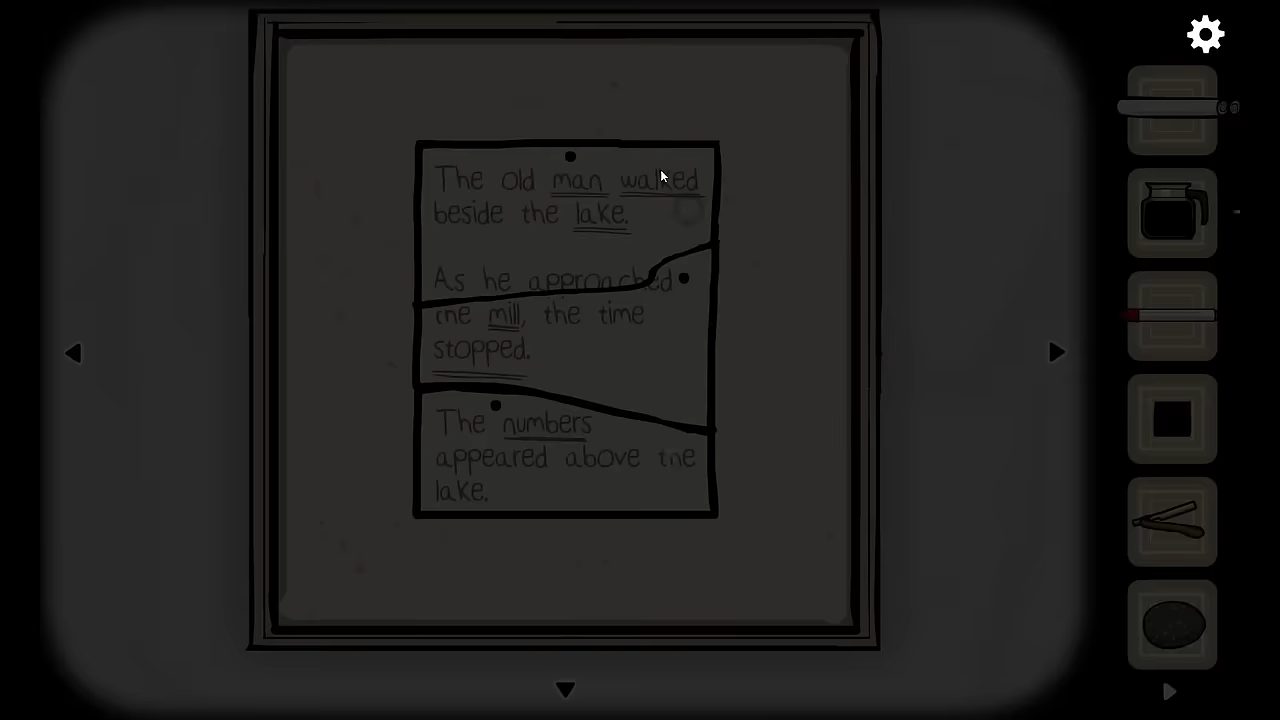 The old man walked
beside the lake.
As he approached
the mill, the time
stopped.
The numbers
appeared above the
lake.